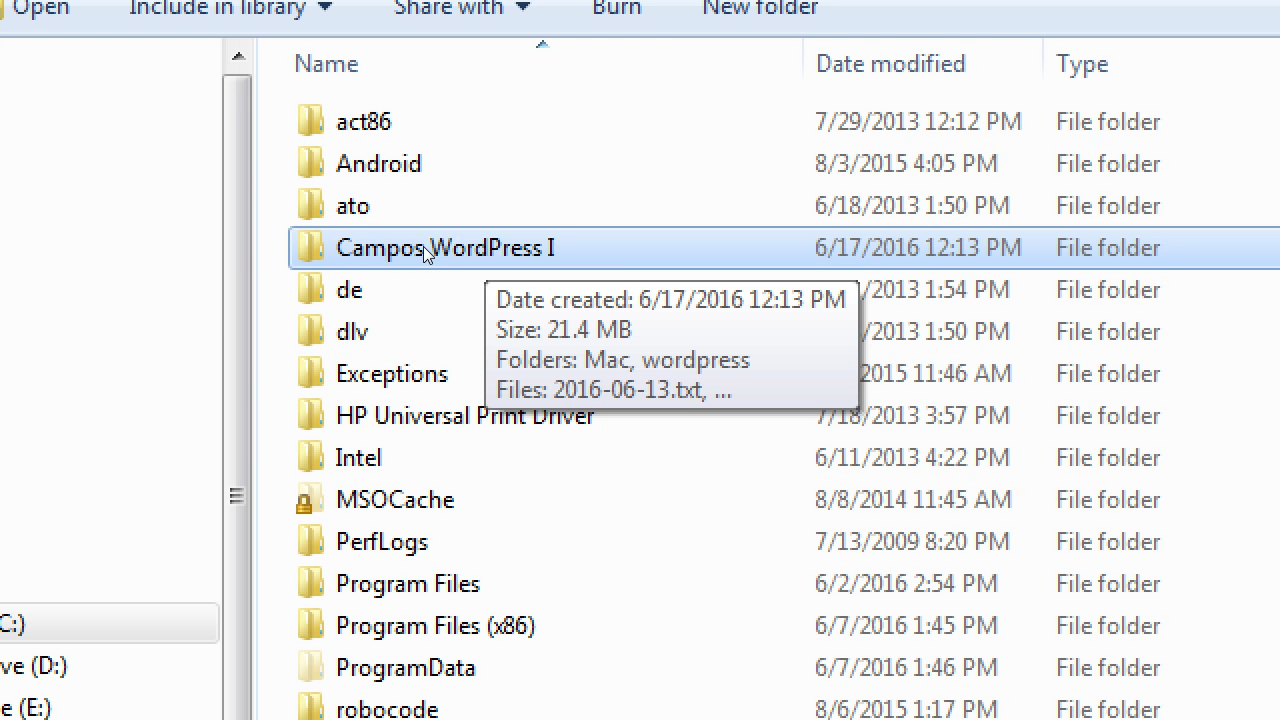 Open Include in library Share with Burn New folder
Name Date modified Type
act86 7/29/2013 12:12 PM File folder
Android 8/3/2015 4:05 PM File folder
ato 6/18/2013 1:50 PM File folder
Campos WordPress I 6/17/2016 12:13 PM File folder
de /2013 1:54 PM File folder
Date created: 6/17/2016 12:13 PM
dlv /2013 1:50 PM File folder
Size: 21.4 MB
Folders: Mac, wordpress
Exceptions 2015 11:46 AM File folder
Files: 2016-06-13.txt, ...
HP Universal Print Driver 7/18/2013 3:57 PM File folder
Intel 6/11/2013 4:22 PM File folder
MSOCache 8/8/2014 11:45 AM File folder
PerfLogs 7/13/2009 8:20 PM File folder
Program Files 6/2/2016 2:54 PM File folder
C:) Program Files (x86) 6/7/2016 1:45 PM File folder
ve (D:) ProgramData 6/7/2016 1:46 PM File folder
e (E:) robocode 8/6/2015 1:17 PM File folder